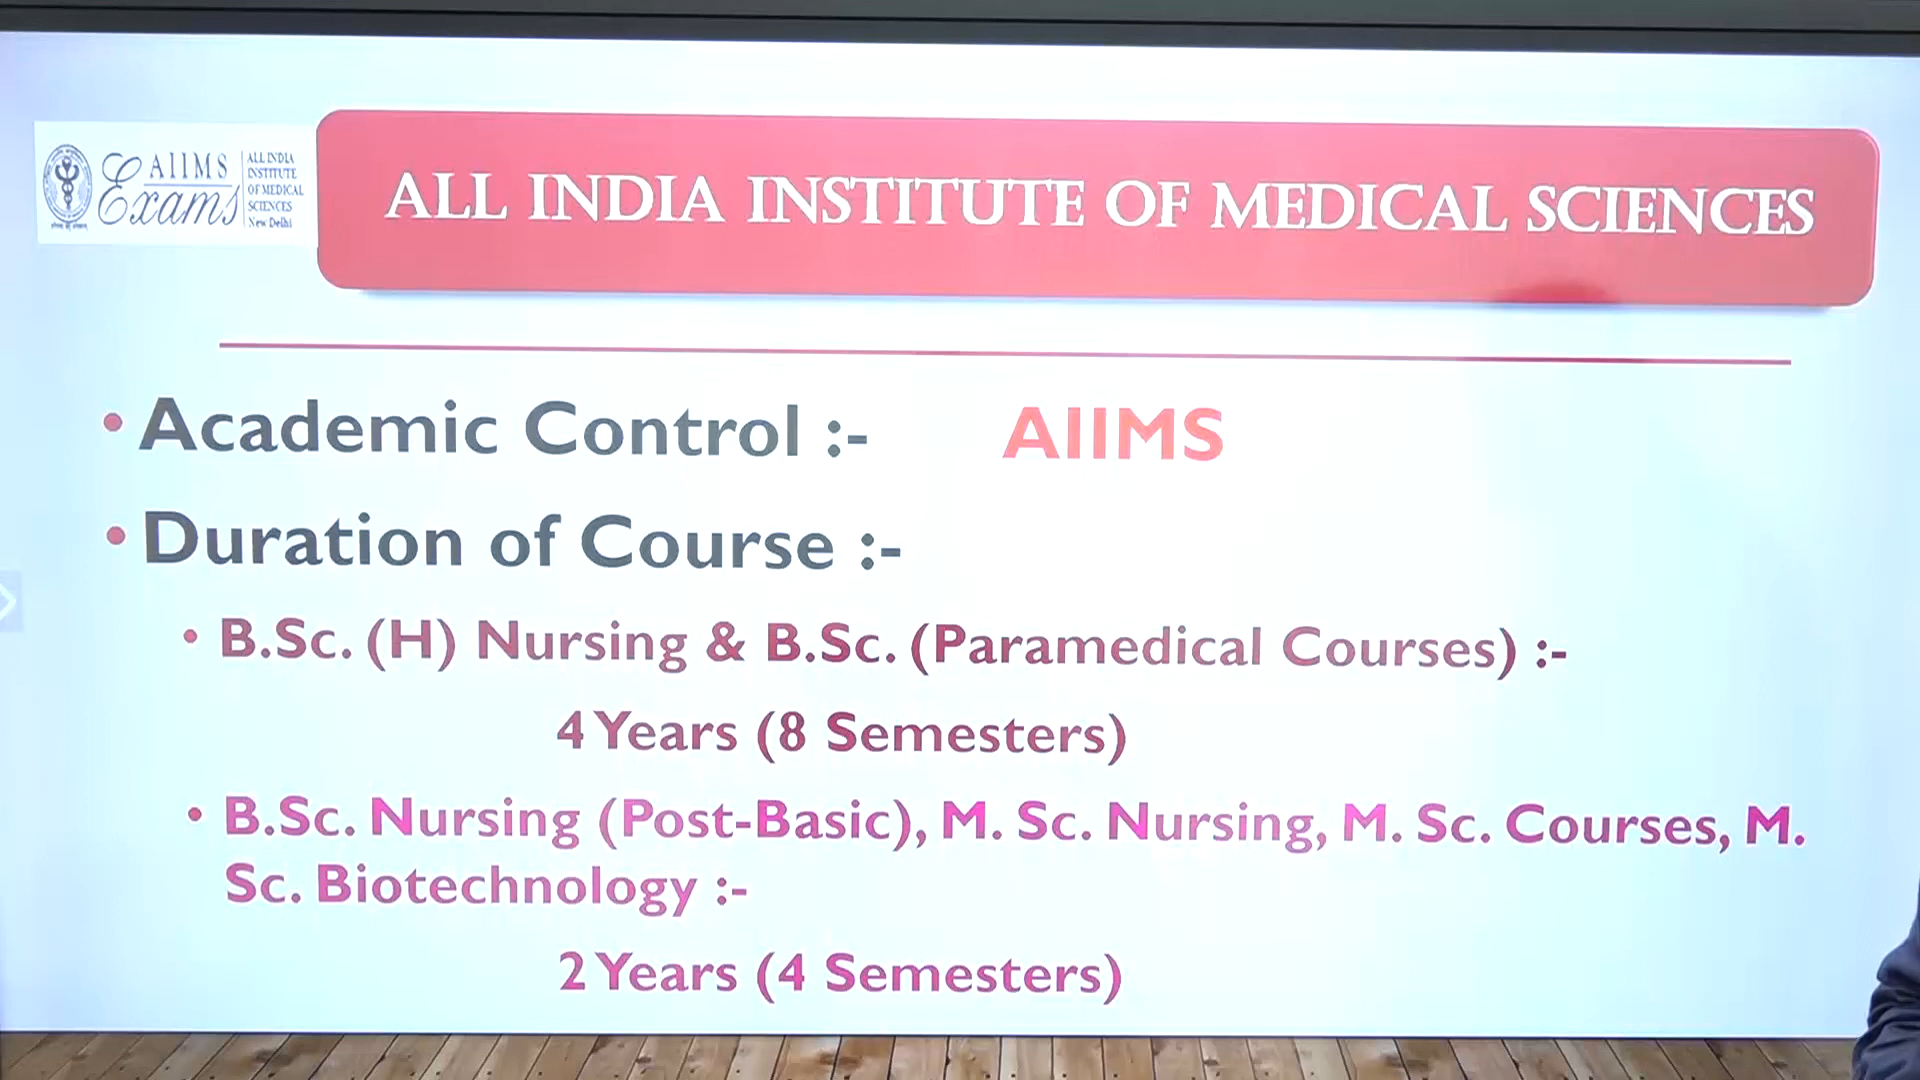 AIIMS
Exams
ALL INDIA
INSTITUTE
OF MEDICAL
SCIENCES
New Delhi
ALL INDIA INSTITUTE OF MEDICAL SCIENCES
• Academic Control :- AIIMS
• Duration of Course :-
• B.Sc. (H) Nursing & B.Sc. (Paramedical Courses) :-
4 Years (8 Semesters)
• B.Sc. Nursing (Post-Basic), M. Sc. Nursing, M. Sc. Courses, M.
Sc. Biotechnology :-
2 Years (4 Semesters)